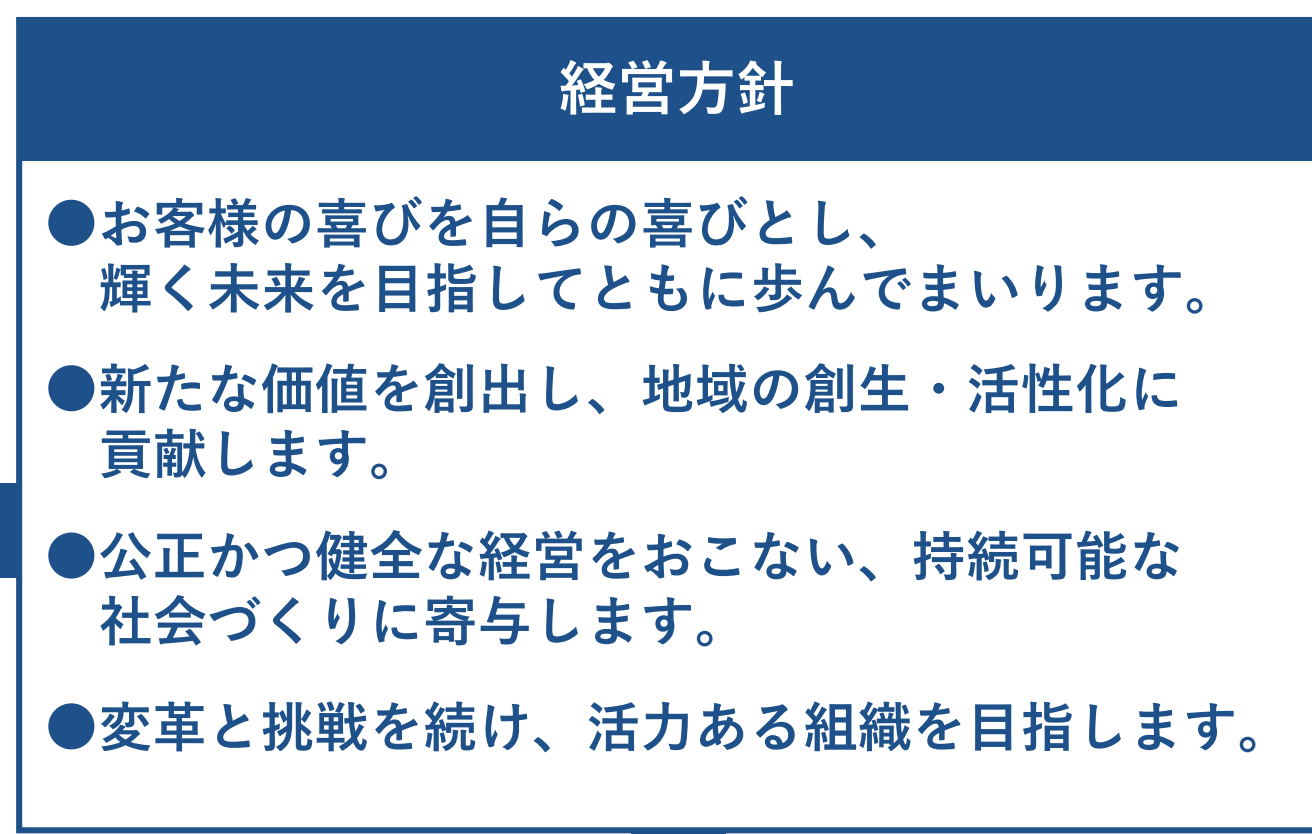 経営方針
●お客様の喜びを自らの喜びとし、
輝く未来を目指してともに歩んでまいります。
●新たな価値を創出し、地域の創生・活性化に
貢献します。
●公正かつ健全な経営をおこない、持続可能な
社会づくりに寄与します。
●変革と挑戦を続け、活力ある組織を目指します。